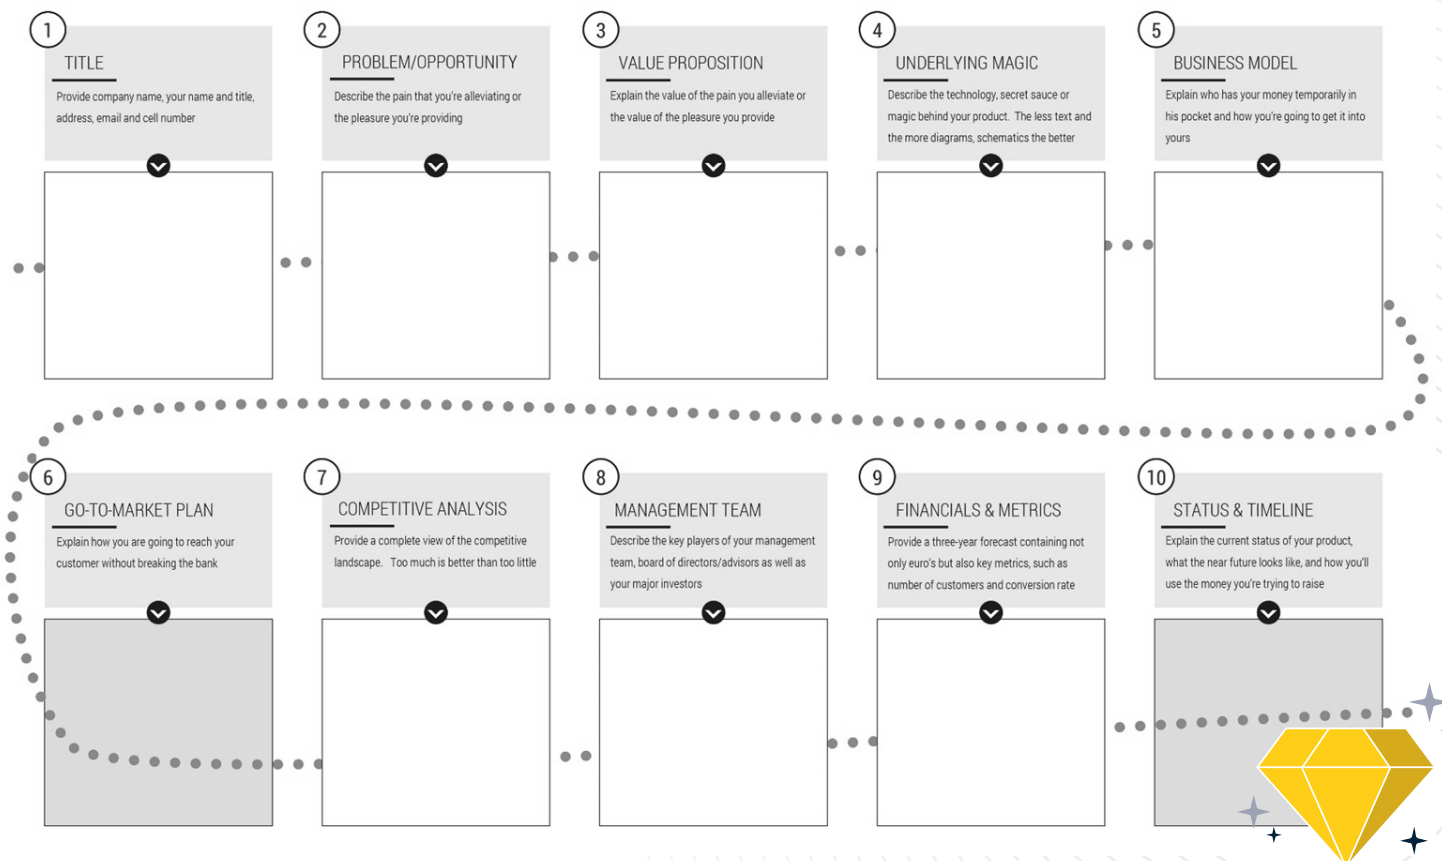 1
TITLE
Provide company name, your name and title,
address, email and cell number
2
PROBLEM/OPPORTUNITY
Describe the pain that you're alleviating or
the pleasure you're providing
3
VALUE PROPOSITION
Explain the value of the pain you alleviate or
the value of the pleasure you provide
4
UNDERLYING MAGIC
Describe the technology, secret sauce or
magic behind your product. The less text and
the more diagrams, schematics the better
5
BUSINESS MODEL
Explain who has your money temporarily in
his pocket and how you're going to get it into
yours
6
GO-TO-MARKET PLAN
Explain how you are going to reach your
customer without breaking the bank
7
COMPETITIVE ANALYSIS
Provide a complete view of the competitive
landscape. Too much is better than too little
8
MANAGEMENT TEAM
Describe the key players of your management
team, board of directors/advisors as well as
your major investors
9
FINANCIALS & METRICS
Provide a three-year forecast containing not
only euro's but also key metrics, such as
number of customers and conversion rate
10
STATUS & TIMELINE
Explain the current status of your product,
what the near future looks like, and how you'll
use the money you're trying to raise